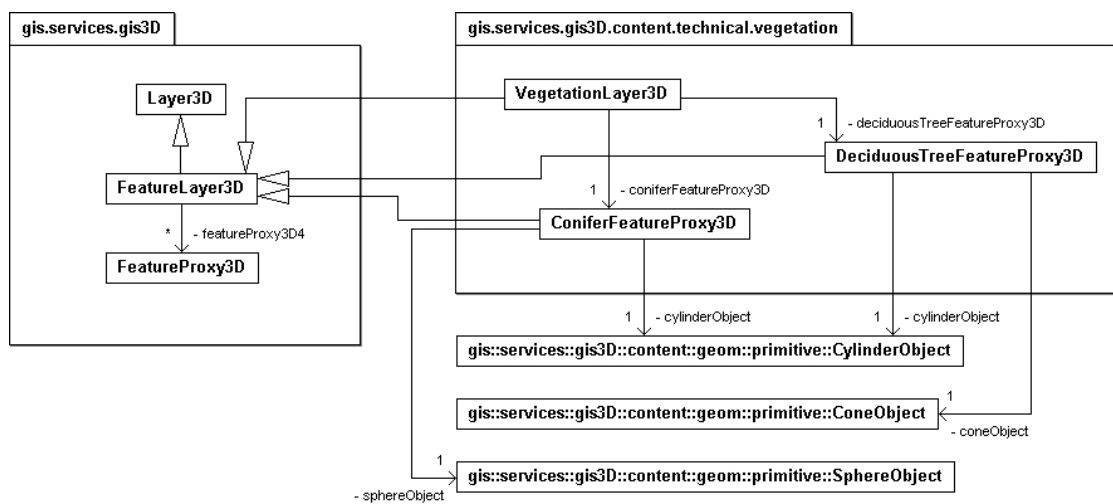 gis.services.gis3D
gis.services.gis3D.content.technical.vegetation
Layer3D
VegetationLayer3D
1 - deciduousTreeFeatureProxy3D
DeciduousTreeFeatureProxy3D
FeatureLayer3D
1 - coniferFeatureProxy3D
ConiferFeatureProxy3D
* - featureProxy3D4
FeatureProxy3D
1 - cylinderObject
1 - cylinderObject
gis::services::gis3D::content::geom::primitive::CylinderObject
1
gis::services::gis3D::content::geom::primitive::ConeObject
- coneObject
1
gis::services::gis3D::content::geom::primitive::SphereObject
- sphereObject